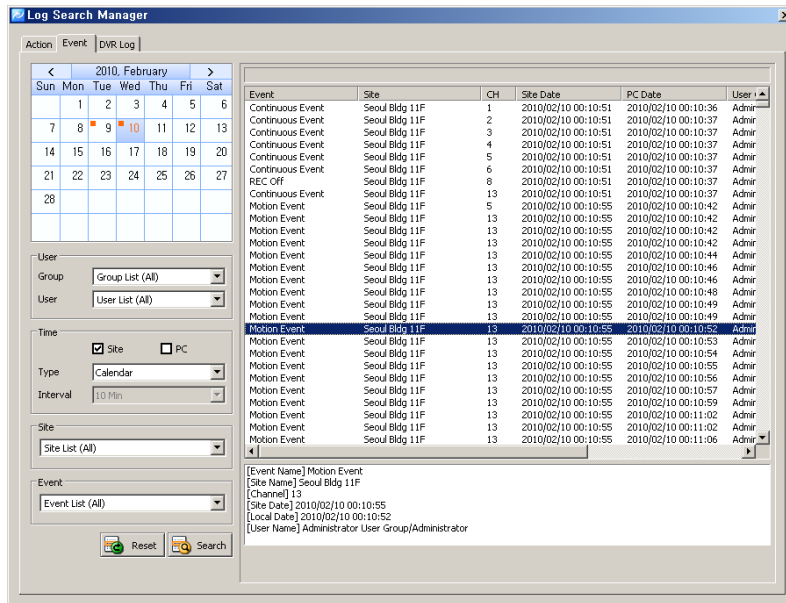 Log Search Manager
Action Event DVR Log
< 2010, February >
Sun Mon Tue Wed Thu Fri Sat
1 2 3 4 5 6
7 8 9 10 11 12 13
14 15 16 17 18 19 20
21 22 23 24 25 26 27
28
User
Group Group List (All)
User User List (All)
Time
Site PC
Type Calendar
Interval 10 Min
Site
Site List (All)
Event
Event List (All)
Reset Search
Event Site CH Site Date PC Date User
Continuous Event Seoul Bldg 11F 1 2010/02/10 00:10:51 2010/02/10 00:10:36 Admir
Continuous Event Seoul Bldg 11F 2 2010/02/10 00:10:51 2010/02/10 00:10:37 Admir
Continuous Event Seoul Bldg 11F 3 2010/02/10 00:10:51 2010/02/10 00:10:37 Admir
Continuous Event Seoul Bldg 11F 4 2010/02/10 00:10:51 2010/02/10 00:10:37 Admir
Continuous Event Seoul Bldg 11F 5 2010/02/10 00:10:51 2010/02/10 00:10:37 Admir
Continuous Event Seoul Bldg 11F 6 2010/02/10 00:10:51 2010/02/10 00:10:37 Admir
REC Off Seoul Bldg 11F 8 2010/02/10 00:10:51 2010/02/10 00:10:37 Admir
Continuous Event Seoul Bldg 11F 13 2010/02/10 00:10:51 2010/02/10 00:10:37 Admir
Motion Event Seoul Bldg 11F 5 2010/02/10 00:10:55 2010/02/10 00:10:42 Admir
Motion Event Seoul Bldg 11F 13 2010/02/10 00:10:55 2010/02/10 00:10:42 Admir
Motion Event Seoul Bldg 11F 13 2010/02/10 00:10:55 2010/02/10 00:10:42 Admir
Motion Event Seoul Bldg 11F 13 2010/02/10 00:10:55 2010/02/10 00:10:42 Admir
Motion Event Seoul Bldg 11F 13 2010/02/10 00:10:55 2010/02/10 00:10:44 Admir
Motion Event Seoul Bldg 11F 13 2010/02/10 00:10:55 2010/02/10 00:10:46 Admir
Motion Event Seoul Bldg 11F 13 2010/02/10 00:10:55 2010/02/10 00:10:46 Admir
Motion Event Seoul Bldg 11F 13 2010/02/10 00:10:55 2010/02/10 00:10:48 Admir
Motion Event Seoul Bldg 11F 13 2010/02/10 00:10:55 2010/02/10 00:10:49 Admir
Motion Event Seoul Bldg 11F 13 2010/02/10 00:10:55 2010/02/10 00:10:49 Admir
Motion Event Seoul Bldg 11F 13 2010/02/10 00:10:55 2010/02/10 00:10:52 Admir
Motion Event Seoul Bldg 11F 13 2010/02/10 00:10:55 2010/02/10 00:10:53 Admir
Motion Event Seoul Bldg 11F 13 2010/02/10 00:10:55 2010/02/10 00:10:54 Admir
Motion Event Seoul Bldg 11F 13 2010/02/10 00:10:55 2010/02/10 00:10:55 Admir
Motion Event Seoul Bldg 11F 13 2010/02/10 00:10:55 2010/02/10 00:10:56 Admir
Motion Event Seoul Bldg 11F 13 2010/02/10 00:10:55 2010/02/10 00:10:57 Admir
Motion Event Seoul Bldg 11F 13 2010/02/10 00:10:55 2010/02/10 00:10:59 Admir
Motion Event Seoul Bldg 11F 13 2010/02/10 00:10:55 2010/02/10 00:11:02 Admir
Motion Event Seoul Bldg 11F 13 2010/02/10 00:10:55 2010/02/10 00:11:02 Admir
Motion Event Seoul Bldg 11F 13 2010/02/10 00:10:55 2010/02/10 00:11:06 Admir
[Event Name] Motion Event
[Site Name] Seoul Bldg 11F
[Channel] 13
[Site Date] 2010/02/10 00:10:55
[Local Date] 2010/02/10 00:10:52
[User Name] Administrator User Group/Administrator